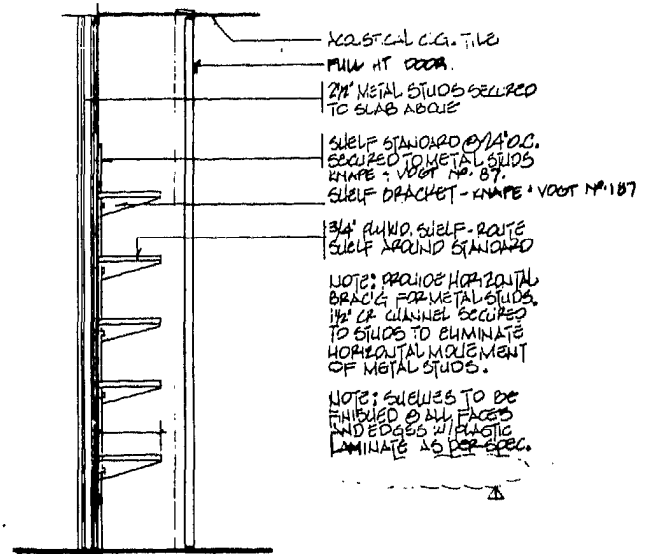 ACOUSTICAL CLG. TILE
FULL HT DOOR.
2½" METAL STUDS SECURED
TO SLAB ABOVE
SHELF STANDARD @ 24" O.C.
SECURED TO METAL STUDS
KNAPE + VOGT Nº. 87.
SHELF BRACKET - KNAPE + VOGT Nº. 187
3/4" PLYWD. SHELF - ROUTE
SHELF AROUND STANDARD
NOTE: PROVIDE HORIZONTAL
BRAC'G FOR METAL STUDS.
1½" CR CHANNEL SECURED
TO STUDS TO ELIMINATE
HORIZONTAL MOVEMENT
OF METAL STUDS.
NOTE: SHELVES TO BE
FINISHED @ ALL FACES
AND EDGES W/ PLASTIC
LAMINATE AS PER SPEC.